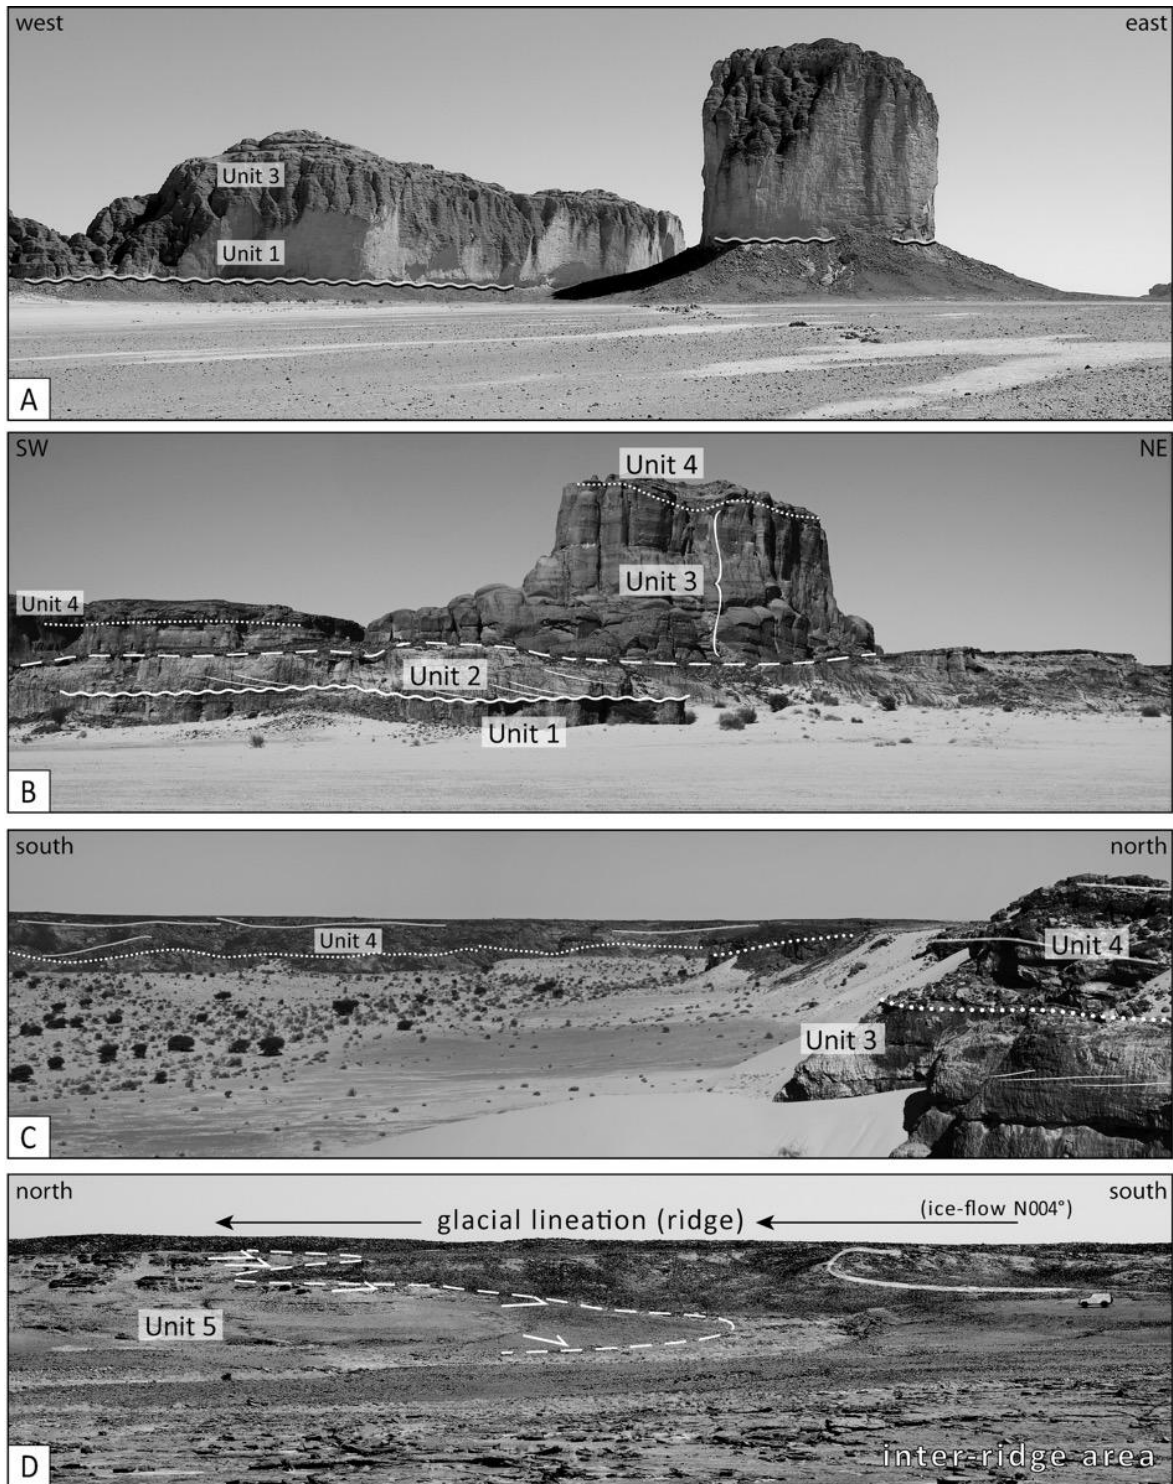 west
east
Unit 3
Unit 1
A
SW
NE
Unit 4
Unit 3
Unit 4
Unit 2
Unit 1
B
south
north
Unit 4
Unit 4
Unit 3
C
north
south
glacial lineation (ridge)
(ice-flow N004°)
Unit 5
D
inter-ridge area